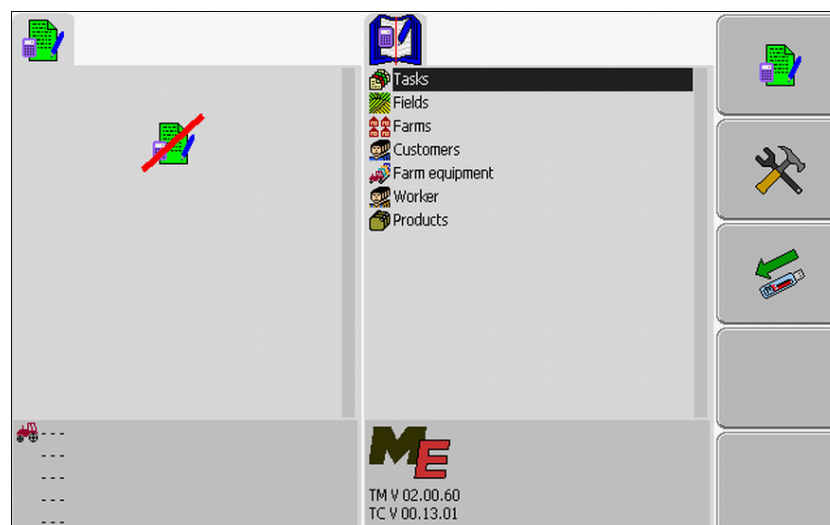 Tasks
Fields
Farms
Customers
Farm equipment
Worker
Products
- - -
- - -
- - -
- - -
- - -
ME
TM V 02.00.60
TC V 00.13.01